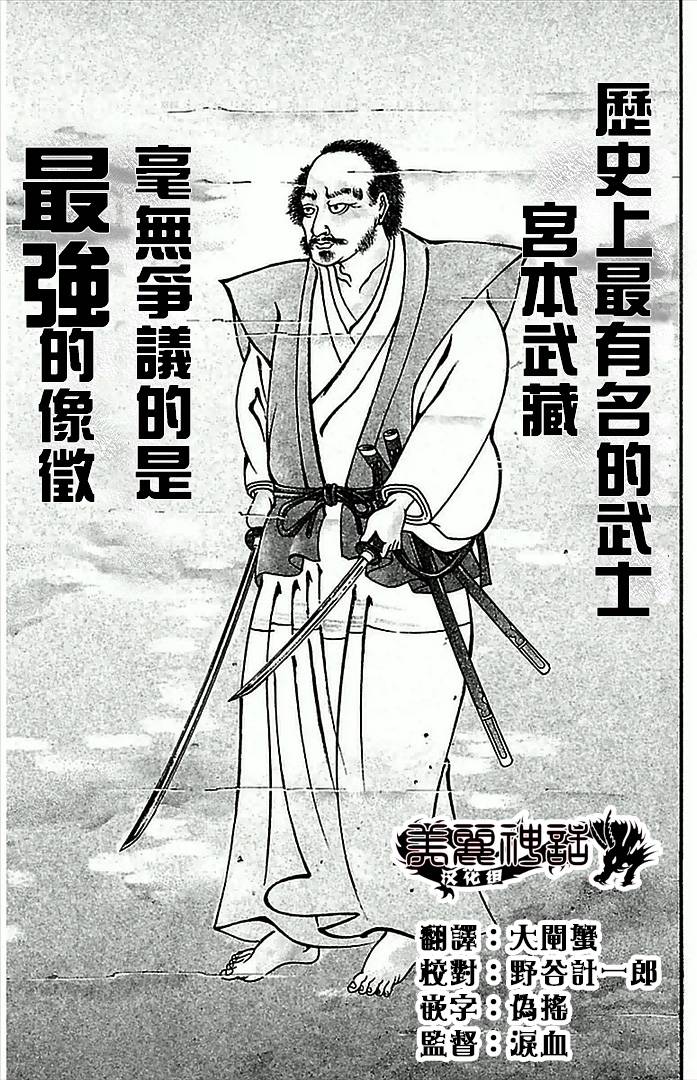 歷史上最有名的武士
宮本武藏
毫無爭議的是
最強的像徵
美麗神話
汉化组
翻譯：大閘蟹
校對：野谷計一郎
嵌字：偽搖
監督：淚血